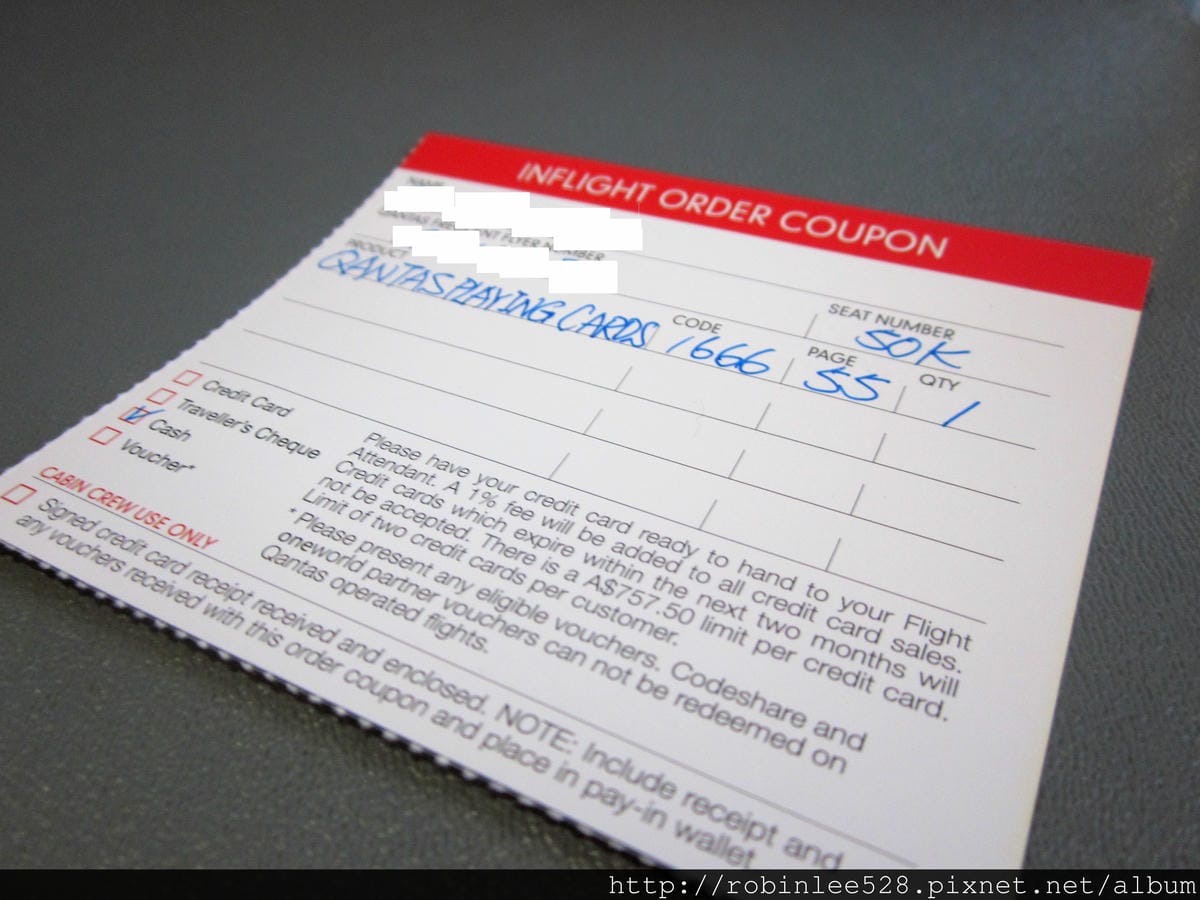 INFLIGHT ORDER COUPON
NAME
QANTAS FREQUENT FLYER NUMBER
SEAT NUMBER
50K
PRODUCT
CODE
PAGE
QTY
QANTAS PLAYING CARDS 1666 55 1
Credit Card
Traveller's Cheque
Cash
Voucher*
Please have your credit card ready to hand to your Flight
Attendant. A 1% fee will be added to all credit card sales.
Credit cards which expire within the next two months will
not be accepted. There is a A$757.50 limit per credit card.
Limit of two credit cards per customer.
*Please present any eligible vouchers. Codeshare and
oneworld partner vouchers can not be redeemed on
Qantas operated flights.
CABIN CREW USE ONLY
Signed credit card receipt received and enclosed. NOTE: Include receipt and
any vouchers received with this order coupon and place in pay-in wallet
http://robinlee528.pixnet.net/album